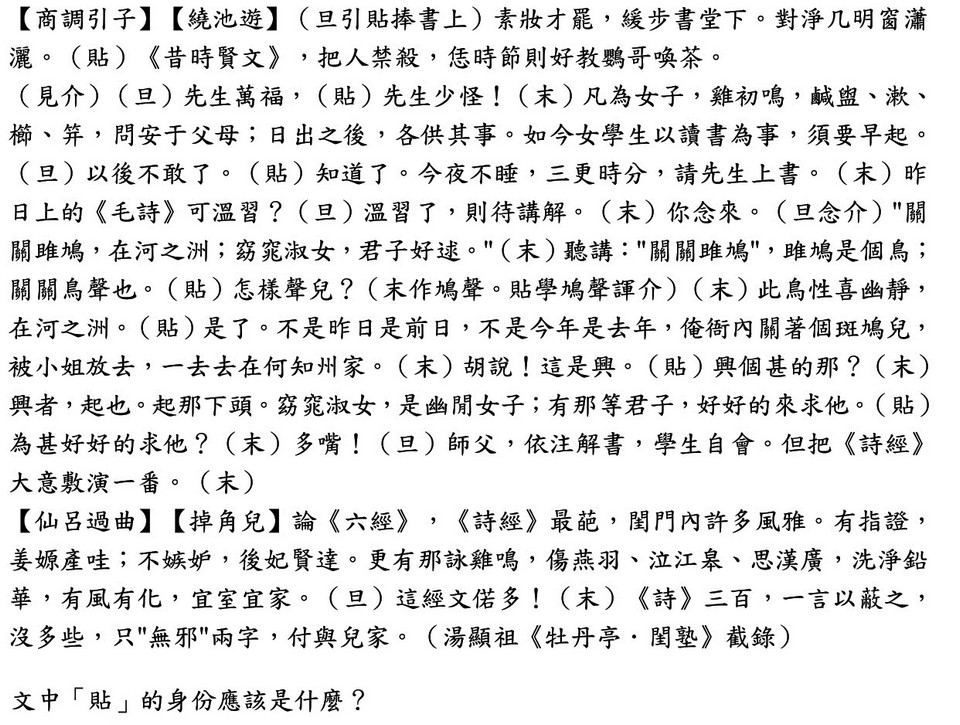 【商調引子】【繞池遊】（旦引貼捧書上）素妝才罷，緩步書堂下。對淨几明窗瀟
灑。（貼）《昔時賢文》，把人禁殺，恁時節則好教鸚哥喚茶。
（見介）（旦）先生萬福，（貼）先生少怪！（末）凡為女子，雞初鳴，鹹盥、漱、
櫛、笄，問安于父母；日出之後，各供其事。如今女學生以讀書為事，須要早起。
（旦）以後不敢了。（貼）知道了。今夜不睡，三更時分，請先生上書。（末）昨
日上的《毛詩》可溫習？（旦）溫習了，則待講解。（末）你念來。（旦念介）"關
關雎鳩，在河之洲；窈窕淑女，君子好逑。"（末）聽講："關關雎鳩"，雎鳩是個鳥；
關關鳥聲也。（貼）怎樣聲兒？（末作鳩聲。貼學鳩聲諢介）（末）此鳥性喜幽靜，
在河之洲。（貼）是了。不是昨日是前日，不是今年是去年，俺衙內關著個斑鳩兒，
被小姐放去，一去去在何知州家。（末）胡說！這是興。（貼）興個甚的那？（末）
興者，起也。起那下頭。窈窕淑女，是幽閒女子；有那等君子，好好的來求他。（貼）
為甚好好的求他？（末）多嘴！（旦）師父，依注解書，學生自會。但把《詩經》
大意敷演一番。（末）
【仙呂過曲】【掉角兒】論《六經》，《詩經》最葩，閨門內許多風雅。有指證，
姜嫄產哇；不嫉妒，後妃賢達。更有那詠雞鳴，傷燕羽、泣江皋、思漢廣，洗淨鉛
華，有風有化，宜室宜家。（旦）這經文偌多！（末）《詩》三百，一言以蔽之，
沒多些，只"無邪"兩字，付與兒家。（湯顯祖《牡丹亭．閨塾》截錄）
文中「貼」的身份應該是什麼？